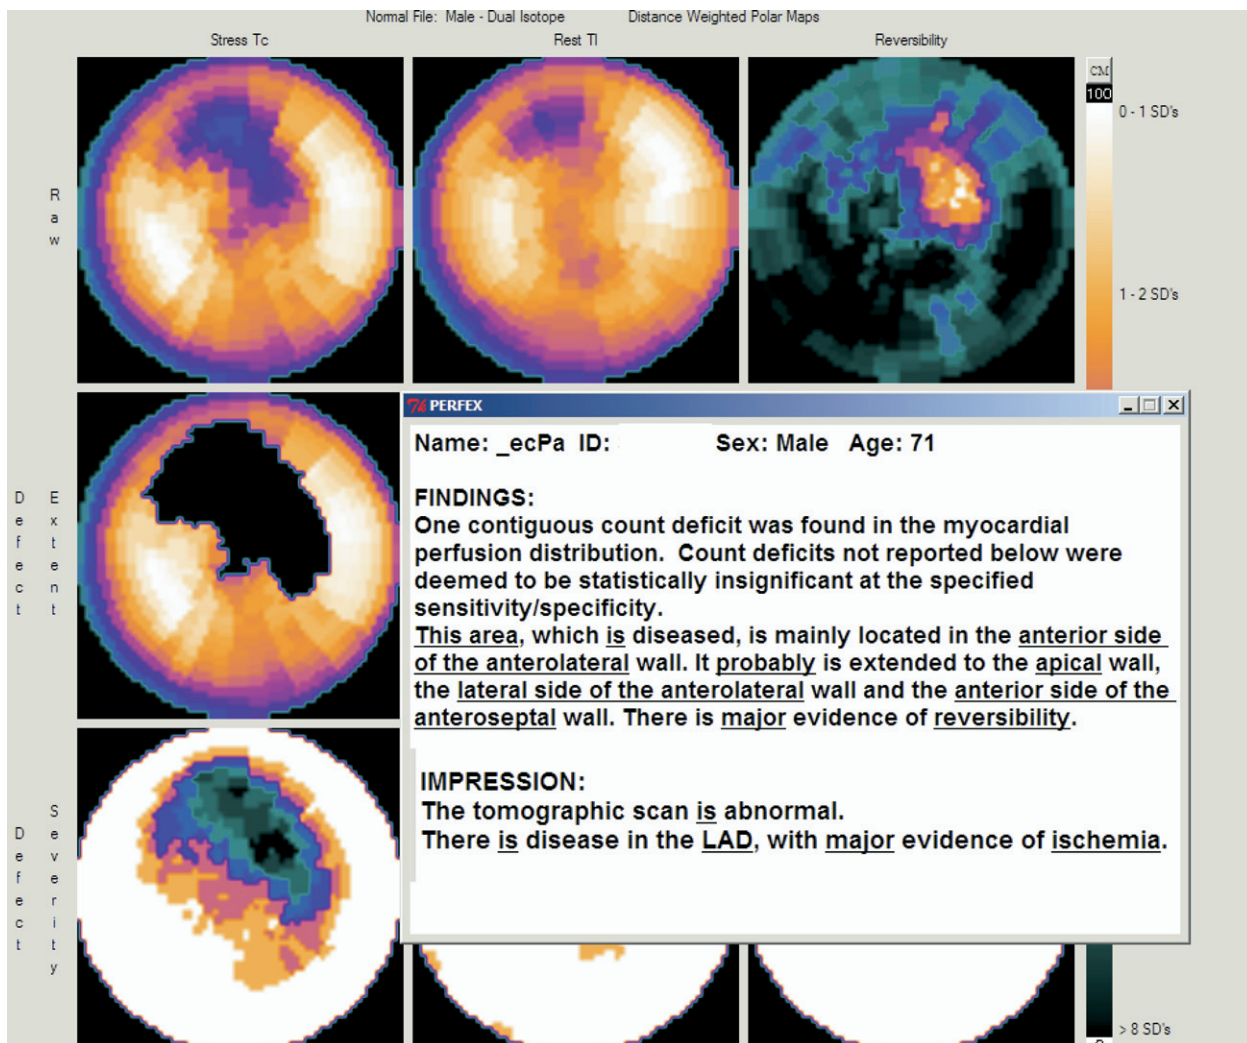 Normal File: Male - Dual Isotope Distance Weighted Polar Maps
Stress Tc Rest Tl Reversibility
Raw
CM
100
0 - 1 SD's
1 - 2 SD's
PERFEX
Name: _ecPa ID: Sex: Male Age: 71
FINDINGS:
One contiguous count deficit was found in the myocardial
perfusion distribution. Count deficits not reported below were
deemed to be statistically insignificant at the specified
sensitivity/specificity.
This area, which is diseased, is mainly located in the anterior side
of the anterolateral wall. It probably is extended to the apical wall,
the lateral side of the anterolateral wall and the anterior side of the
anteroseptal wall. There is major evidence of reversibility.
IMPRESSION:
The tomographic scan is abnormal.
There is disease in the LAD, with major evidence of ischemia.
Defect Extent
Defect Severity
> 8 SD's